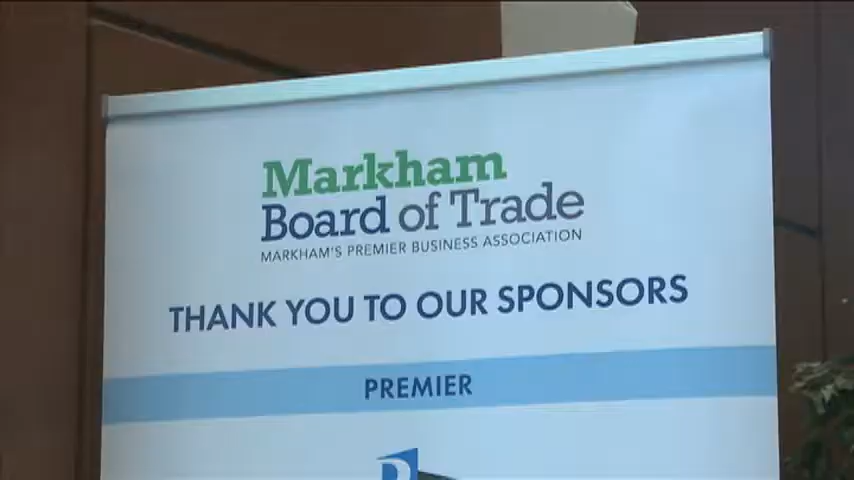 Markham
Board of Trade
MARKHAM'S PREMIER BUSINESS ASSOCIATION
THANK YOU TO OUR SPONSORS
PREMIER